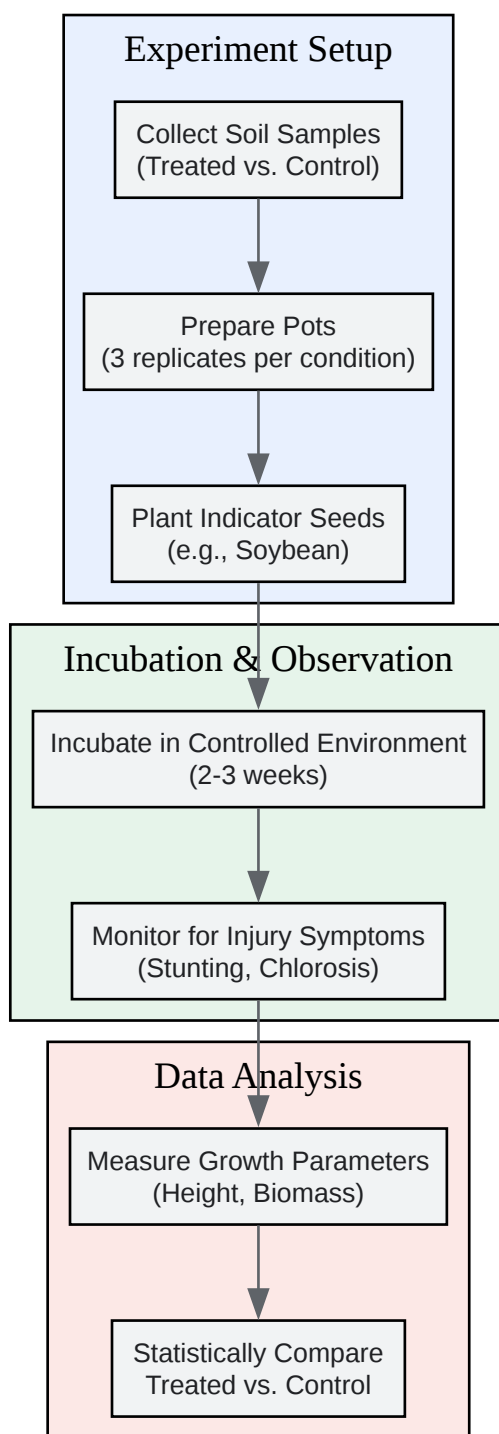 Experiment Setup
Collect Soil Samples
(Treated vs. Control)
Prepare Pots
(3 replicates per condition)
Plant Indicator Seeds
(e.g., Soybean)
Incubation & Observation
Incubate in Controlled Environment
(2-3 weeks)
Monitor for Injury Symptoms
(Stunting, Chlorosis)
Data Analysis
Measure Growth Parameters
(Height, Biomass)
Statistically Compare
Treated vs. Control